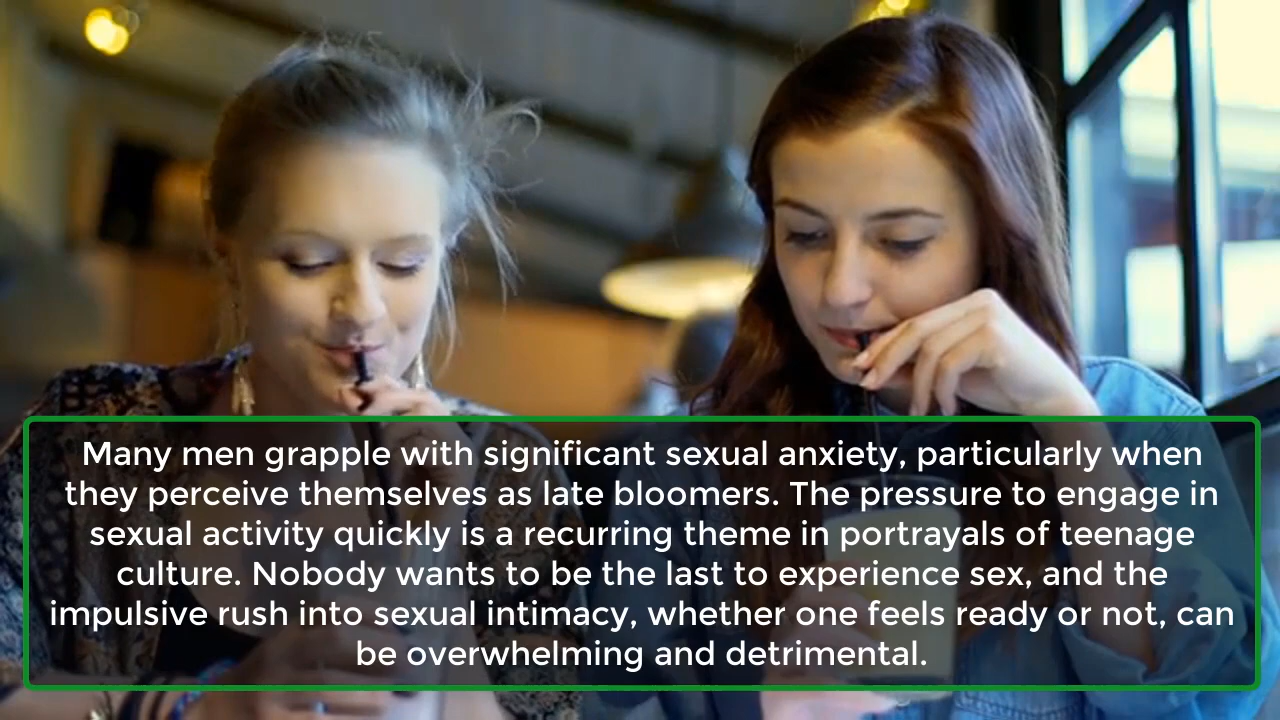 Many men grapple with significant sexual anxiety, particularly when
they perceive themselves as late bloomers. The pressure to engage in
sexual activity quickly is a recurring theme in portrayals of teenage
culture. Nobody wants to be the last to experience sex, and the
impulsive rush into sexual intimacy, whether one feels ready or not, can
be overwhelming and detrimental.